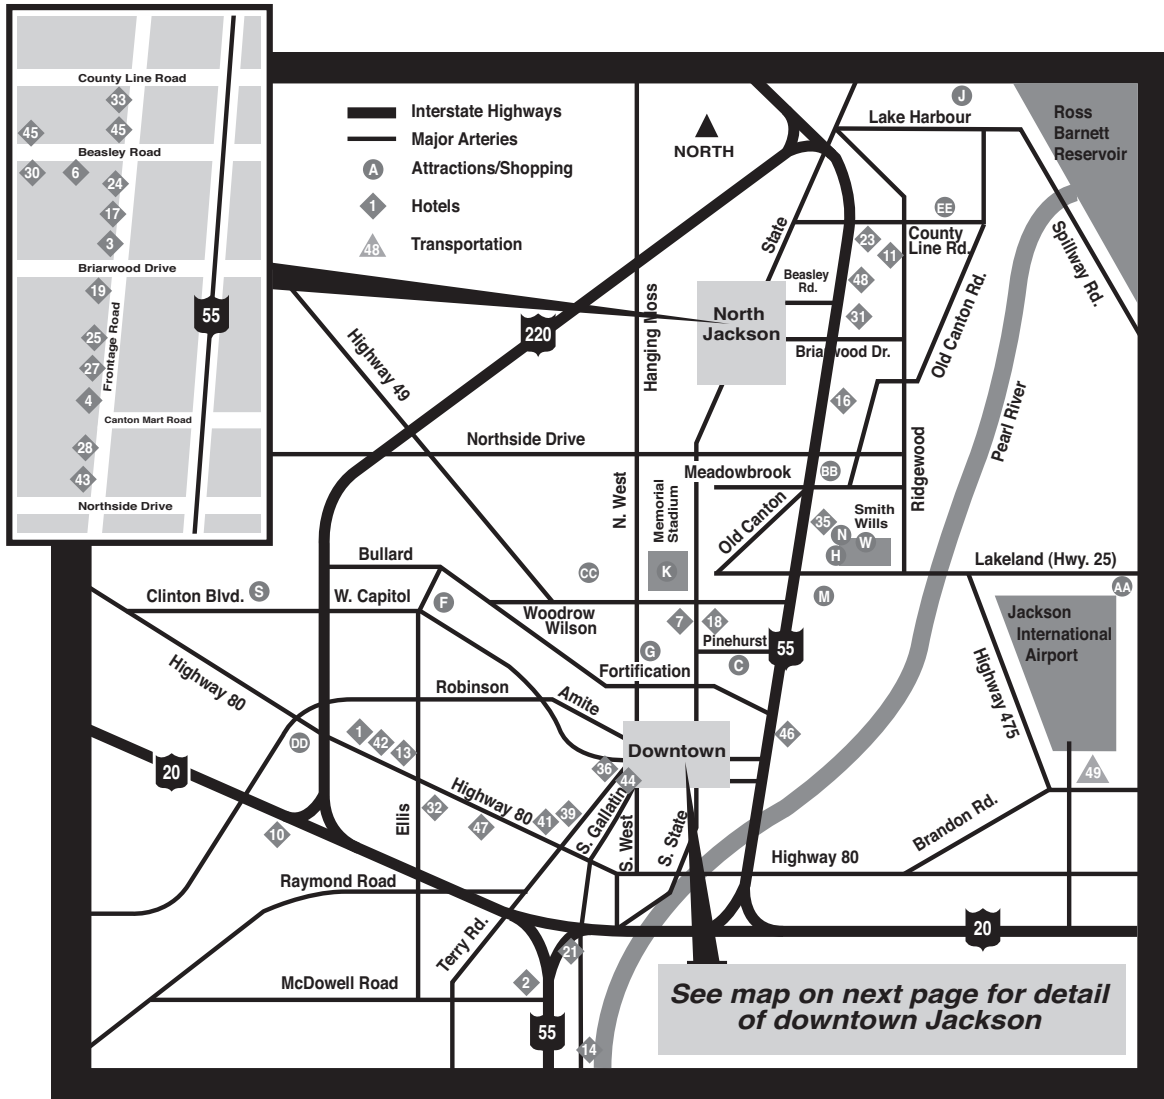 County Line Road
33
45
45
Beasley Road
30
6
24
17
3
Briarwood Drive
19
55
Frontage Road
25
27
4
Canton Mart Road
28
43
Northside Drive
Interstate Highways
Major Arteries
A
Attractions/Shopping
1
Hotels
48
Transportation
NORTH
J
Lake Harbour
Ross
Barnett
Reservoir
EE
State
County
Line Rd.
23
11
Spillway Rd.
Beasley
Rd.
48
North
Jackson
31
220
Hanging Moss
Highway 49
Briarwood Dr.
Old Canton Rd.
16
Pearl River
Northside Drive
Meadowbrook
BB
Ridgewood
N. West
Memorial
Stadium
Old Canton
Smith
Wills
35
N
W
H
Bullard
Lakeland (Hwy. 25)
CC
K
Clinton Blvd.
S
W. Capitol
F
M
AA
Woodrow
Wilson
7
18
Jackson
International
Airport
Pinehurst
55
G
C
Fortification
Highway 80
Robinson
Amite
Highway 475
DD
1
42
13
46
Downtown
20
36
44
49
Highway 80
32
47
41
39
Ellis
S. Gallatin
S. West
S. State
Brandon Rd.
10
Highway 80
Raymond Road
20
Terry Rd.
21
2
McDowell Road
55
14
See map on next page for detail
of downtown Jackson